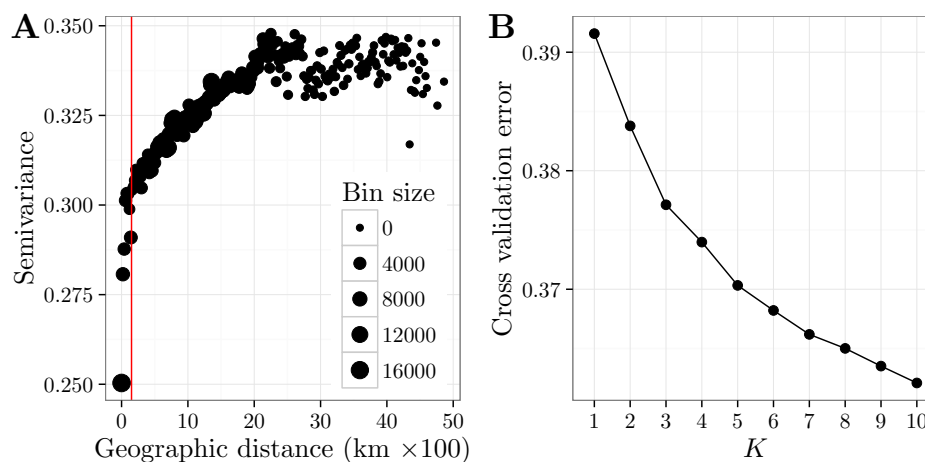 A
0.350
0.325
0.300
0.275
0.250
Semivariance
Bin size
0
4000
8000
12000
16000
0 10 20 30 40 50
Geographic distance (km ×100)
B
0.39
0.38
0.37
Cross validation error
1 2 3 4 5 6 7 8 9 10
K